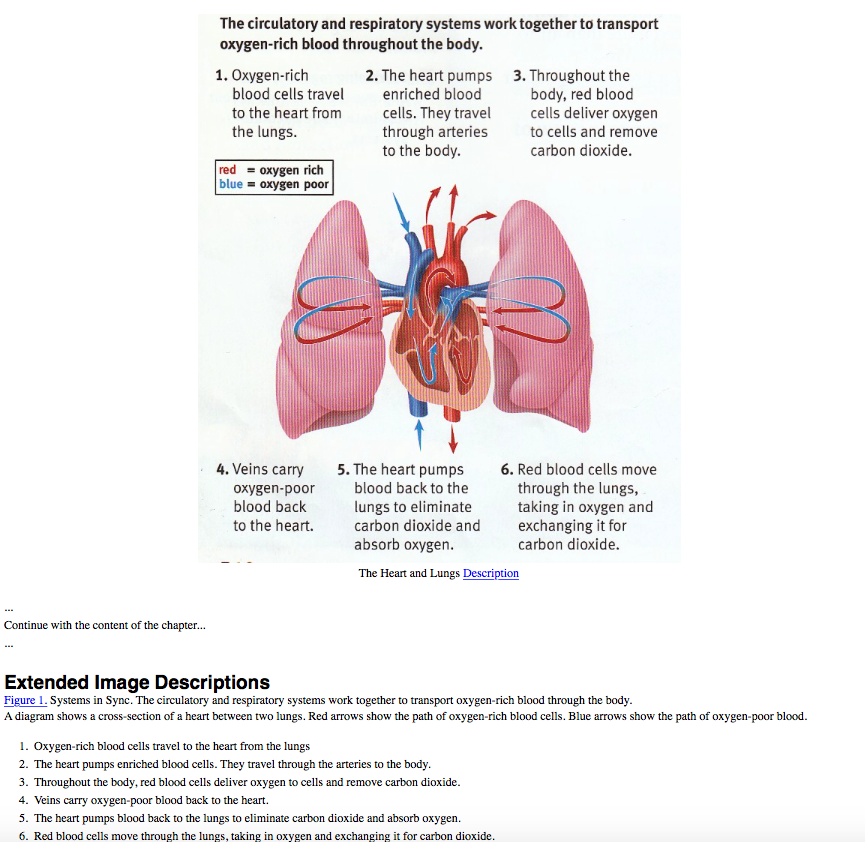 The circulatory and respiratory systems work together to transport
oxygen-rich blood throughout the body.
1. Oxygen-rich
blood cells travel
to the heart from
the lungs.
2. The heart pumps
enriched blood
cells. They travel
through arteries
to the body.
3. Throughout the
body, red blood
cells deliver oxygen
to cells and remove
carbon dioxide.
red = oxygen rich
blue = oxygen poor
4. Veins carry
oxygen-poor
blood back
to the heart.
5. The heart pumps
blood back to the
lungs to eliminate
carbon dioxide and
absorb oxygen.
6. Red blood cells move
through the lungs,
taking in oxygen and
exchanging it for
carbon dioxide.
The Heart and Lungs Description
...
Continue with the content of the chapter...
...
Extended Image Descriptions
Figure 1. Systems in Sync. The circulatory and respiratory systems work together to transport oxygen-rich blood through the body.
A diagram shows a cross-section of a heart between two lungs. Red arrows show the path of oxygen-rich blood cells. Blue arrows show the path of oxygen-poor blood.
1. Oxygen-rich blood cells travel to the heart from the lungs
2. The heart pumps enriched blood cells. They travel through the arteries to the body.
3. Throughout the body, red blood cells deliver oxygen to cells and remove carbon dioxide.
4. Veins carry oxygen-poor blood back to the heart.
5. The heart pumps blood back to the lungs to eliminate carbon dioxide and absorb oxygen.
6. Red blood cells move through the lungs, taking in oxygen and exchanging it for carbon dioxide.